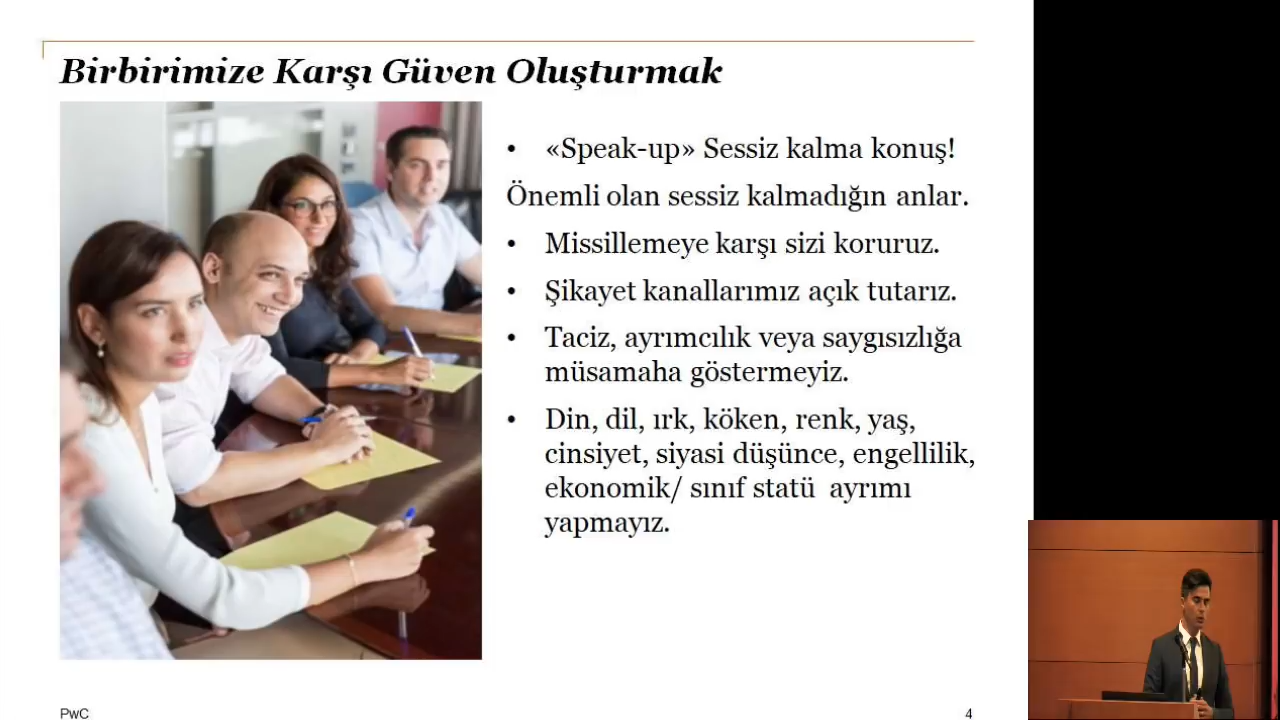 Birbirimize Karşı Güven Oluşturmak
• «Speak-up» Sessiz kalma konuş!
Önemli olan sessiz kalmadığın anlar.
• Missillemeye karşı sizi koruruz.
• Şikayet kanallarımız açık tutarız.
• Taciz, ayrımcılık veya saygısızlığa
müsamaha göstermeyiz.
• Din, dil, ırk, köken, renk, yaş,
cinsiyet, siyasi düşünce, engellilik,
ekonomik/ sınıf statü ayrımı
yapmayız.
PwC
4